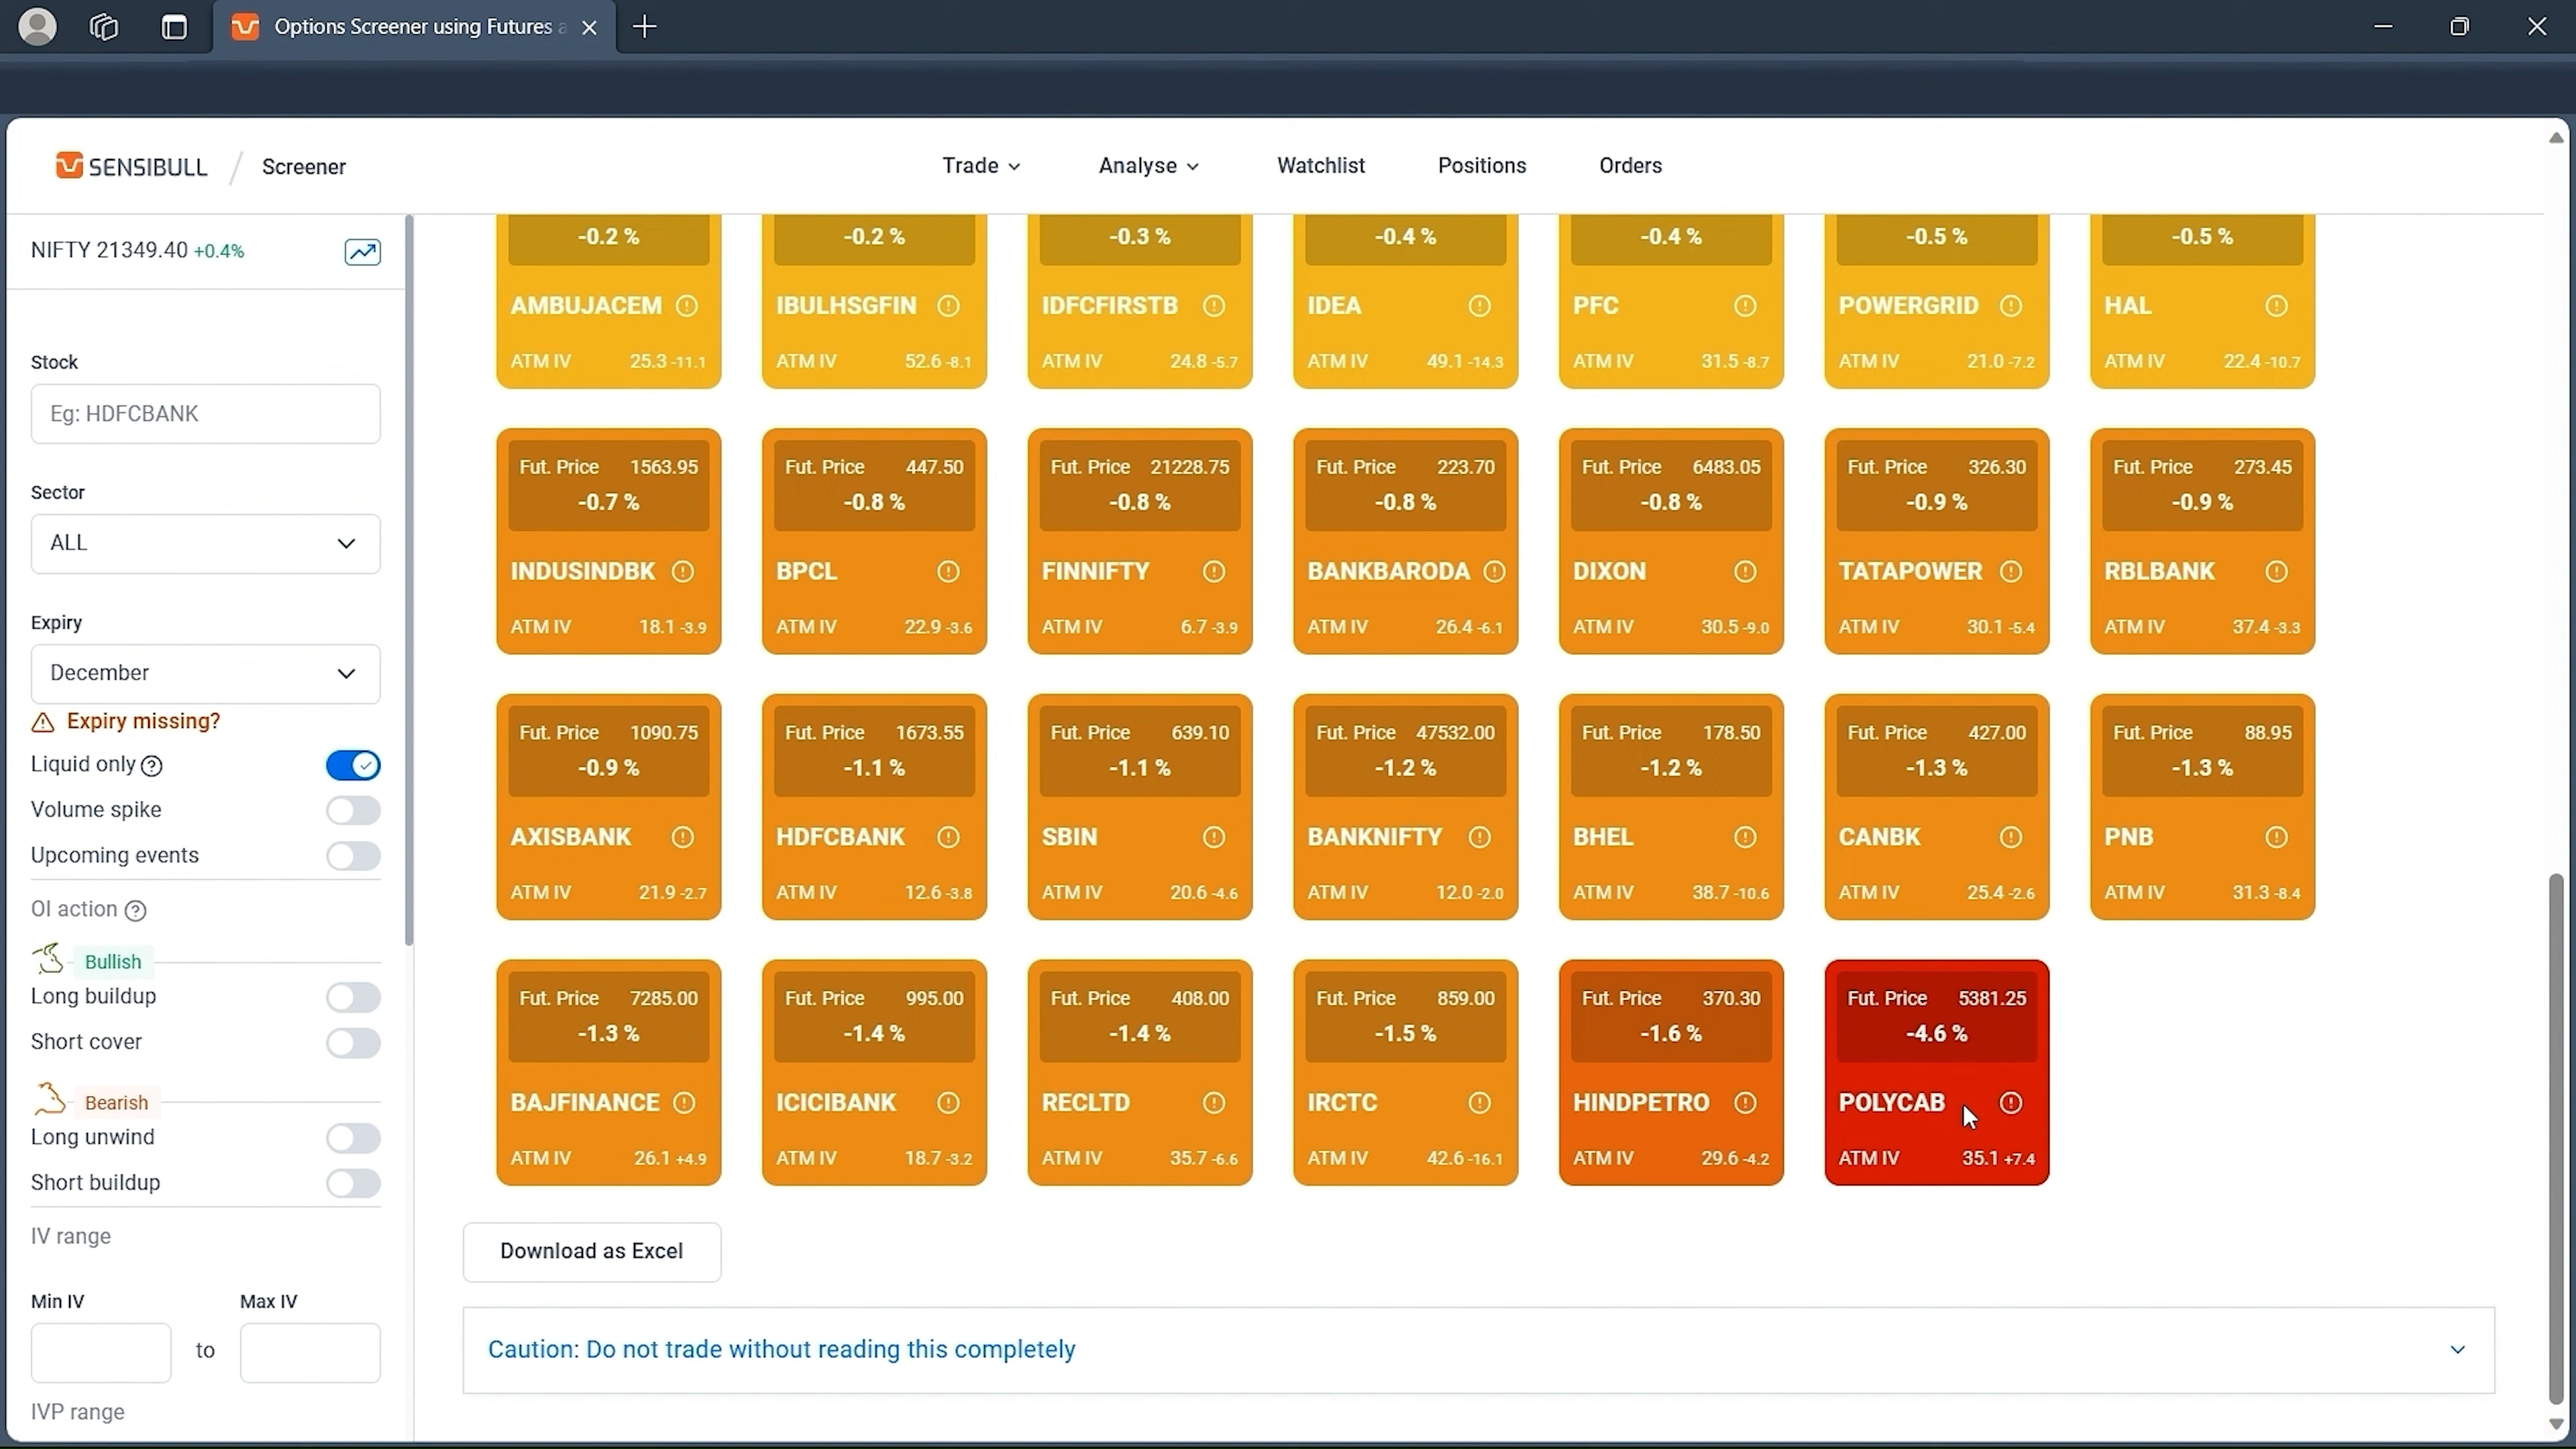 Options Screener using Futures a
SENSIBULL / Screener
Trade
Analyse
Watchlist
Positions
Orders
NIFTY 21349.40 +0.4%
Stock
Eg: HDFCBANK
Sector
ALL
Expiry
December
Expiry missing?
Liquid only
Volume spike
Upcoming events
OI action
Bullish
Long buildup
Short cover
Bearish
Long unwind
Short buildup
IV range
Min IV
Max IV
to
IVP range
-0.2 %
AMBUJACEM
ATM IV 25.3 -11.1
-0.2 %
IBULHSGFIN
ATM IV 52.6 -8.1
-0.3 %
IDFCFIRSTB
ATM IV 24.8 -5.7
-0.4 %
IDEA
ATM IV 49.1 -14.3
-0.4 %
PFC
ATM IV 31.5 -8.7
-0.5 %
POWERGRID
ATM IV 21.0 -7.2
-0.5 %
HAL
ATM IV 22.4 -10.7
Fut. Price 1563.95
-0.7 %
INDUSINDBK
ATM IV 18.1 -3.9
Fut. Price 447.50
-0.8 %
BPCL
ATM IV 22.9 -3.6
Fut. Price 21228.75
-0.8 %
FINNIFTY
ATM IV 6.7 -3.9
Fut. Price 223.70
-0.8 %
BANKBARODA
ATM IV 26.4 -6.1
Fut. Price 6483.05
-0.8 %
DIXON
ATM IV 30.5 -9.0
Fut. Price 326.30
-0.9 %
TATAPOWER
ATM IV 30.1 -5.4
Fut. Price 273.45
-0.9 %
RBLBANK
ATM IV 37.4 -3.3
Fut. Price 1090.75
-0.9 %
AXISBANK
ATM IV 21.9 -2.7
Fut. Price 1673.55
-1.1 %
HDFCBANK
ATM IV 12.6 -3.8
Fut. Price 639.10
-1.1 %
SBIN
ATM IV 20.6 -4.6
Fut. Price 47532.00
-1.2 %
BANKNIFTY
ATM IV 12.0 -2.0
Fut. Price 178.50
-1.2 %
BHEL
ATM IV 38.7 -10.6
Fut. Price 427.00
-1.3 %
CANBK
ATM IV 25.4 -2.6
Fut. Price 88.95
-1.3 %
PNB
ATM IV 31.3 -8.4
Fut. Price 7285.00
-1.3 %
BAJFINANCE
ATM IV 26.1 +4.9
Fut. Price 995.00
-1.4 %
ICICIBANK
ATM IV 18.7 -3.2
Fut. Price 408.00
-1.4 %
RECLTD
ATM IV 35.7 -6.6
Fut. Price 859.00
-1.5 %
IRCTC
ATM IV 42.6 -16.1
Fut. Price 370.30
-1.6 %
HINDPETRO
ATM IV 29.6 -4.2
Fut. Price 5381.25
-4.6 %
POLYCAB
ATM IV 35.1 +7.4
Download as Excel
Caution: Do not trade without reading this completely